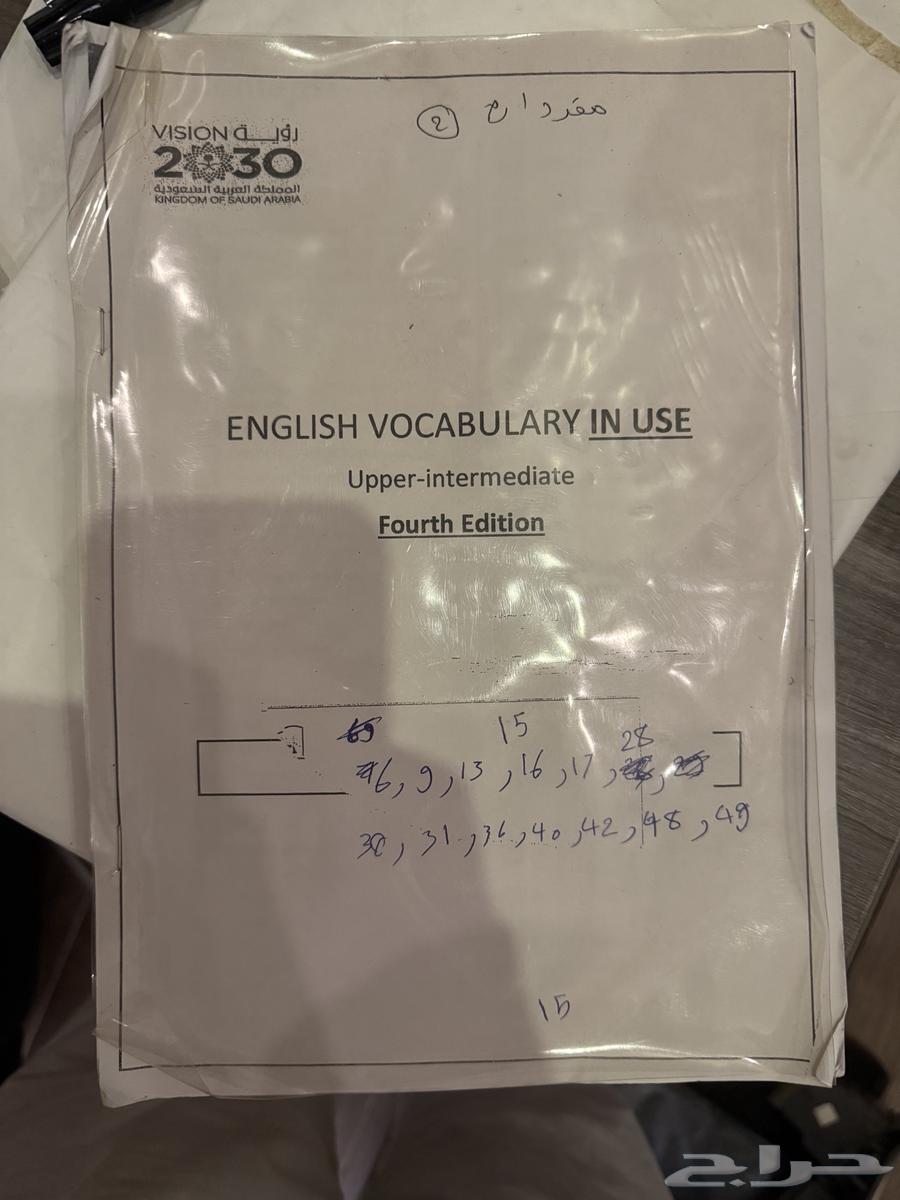 مفردات 2
VISION رؤيــــة
2030
المملكة العربية السعودية
KINGDOM OF SAUDI ARABIA
ENGLISH VOCABULARY IN USE
Upper-intermediate
Fourth Edition
15
28
6, 9, 13, 16, 17,
30, 31, 36, 40, 42, 48, 49
15
حراج